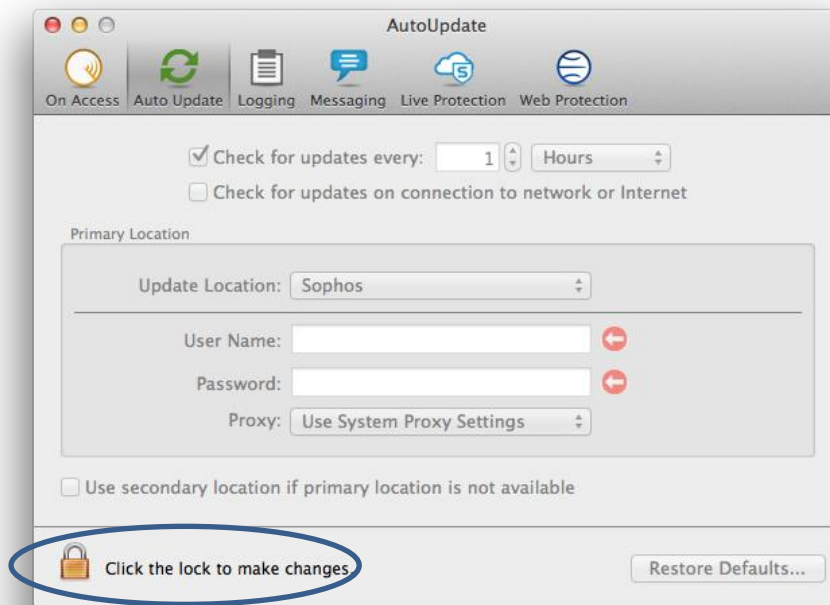 AutoUpdate
On Access Auto Update Logging Messaging Live Protection Web Protection
Check for updates every: 1 Hours
Check for updates on connection to network or Internet
Primary Location
Update Location: Sophos
User Name:
Password:
Proxy: Use System Proxy Settings
Use secondary location if primary location is not available
Click the lock to make changes. Restore Defaults...